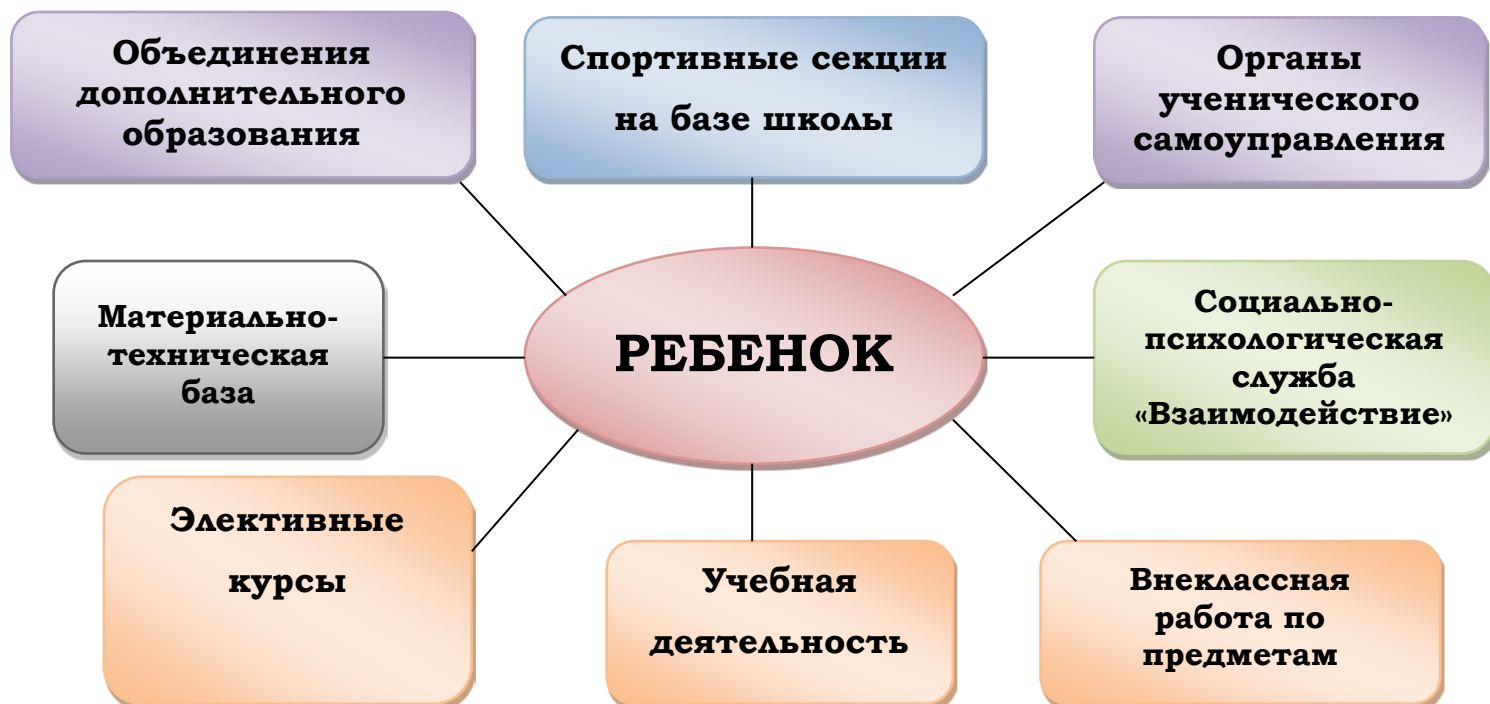 Объединения
дополнительного
образования
Спортивные секции
на базе школы
Органы
ученического
самоуправления
Материально-
техническая
база
РЕБЕНОК
Социально-
психологическая
служба
«Взаимодействие»
Элективные
курсы
Учебная
деятельность
Внеклассная
работа по
предметам